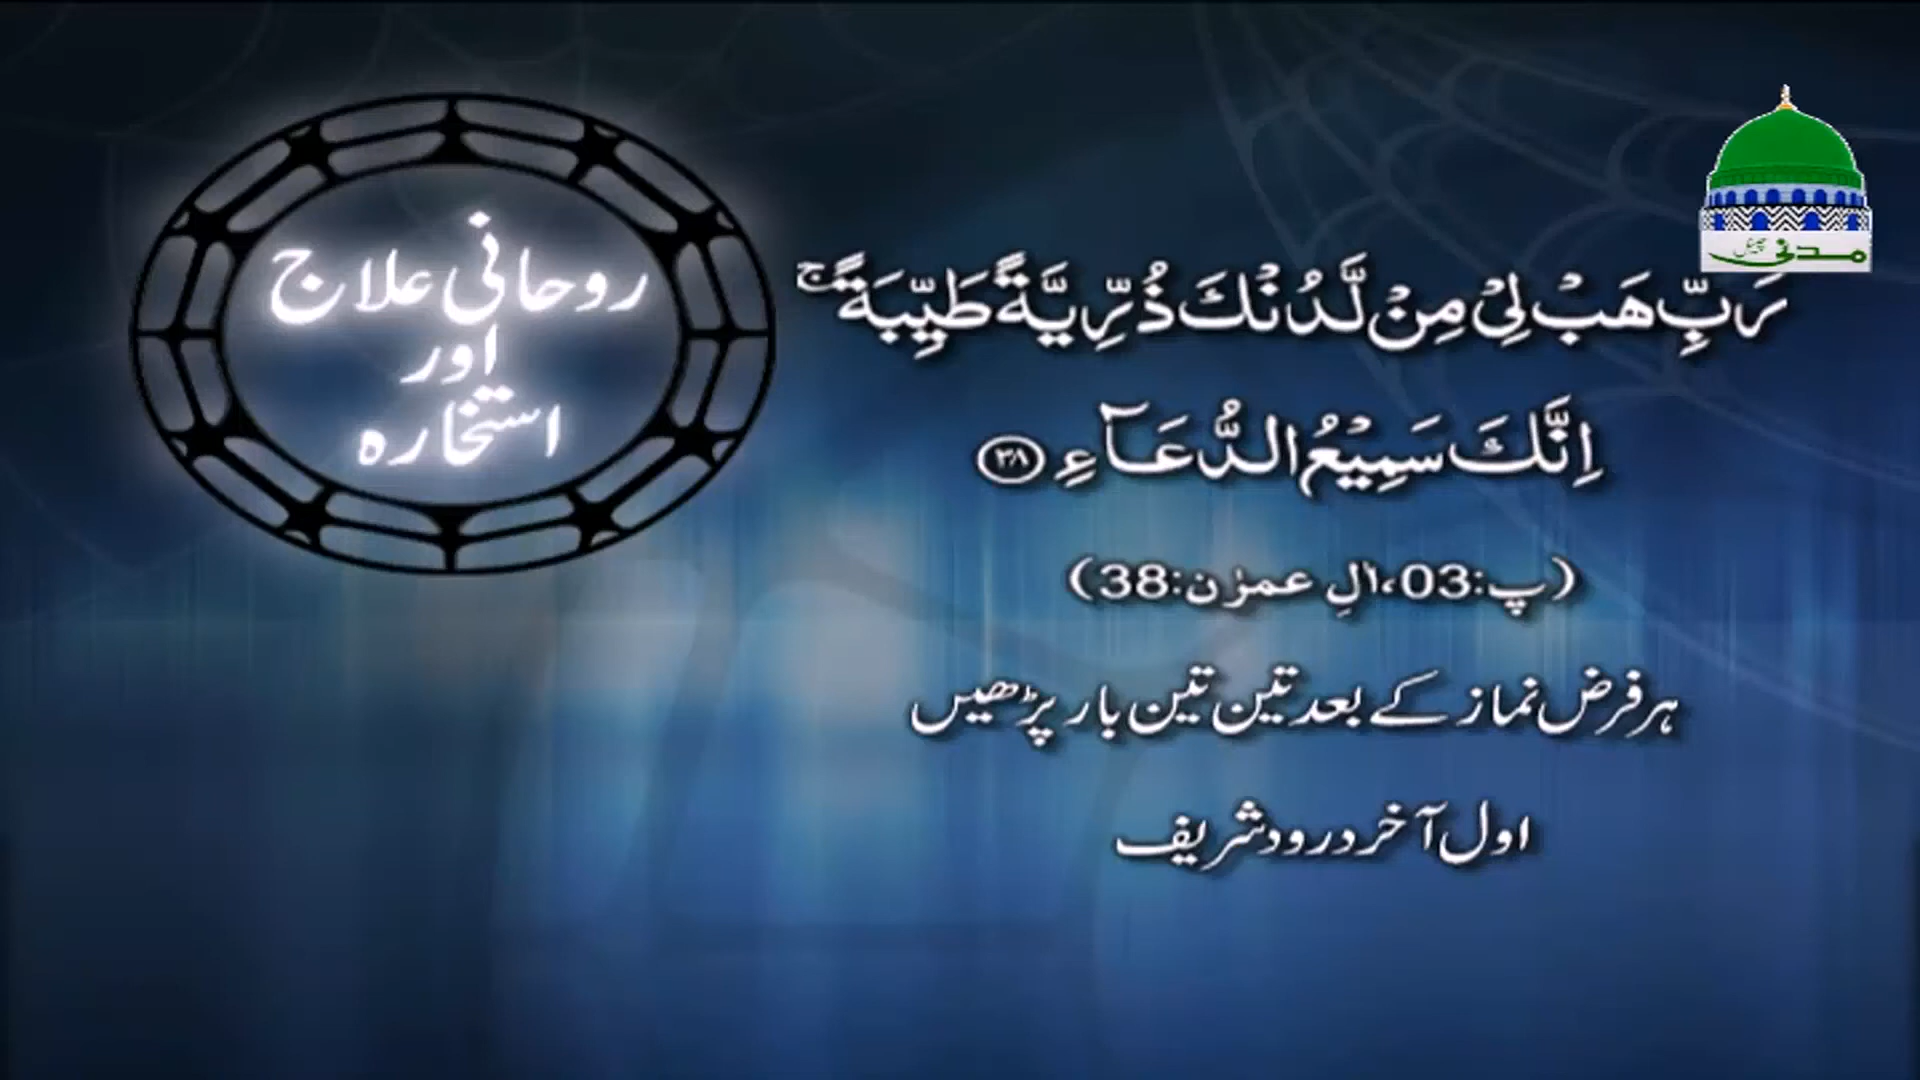 روحانی علاج
اور
استخارہ
مدنی چینل
رَبِّ هَبْ لِیْ مِنْ لَّدُنْكَ ذُرِّیَّةً طَیِّبَةًۚ
اِنَّكَ سَمِیْعُ الدُّعَآءِ ﴿۳۸﴾
(پ:03،اٰلِ عمرٰن:38)
ہر فرض نماز کے بعد تین تین بار پڑھیں
اول آخر درود شریف